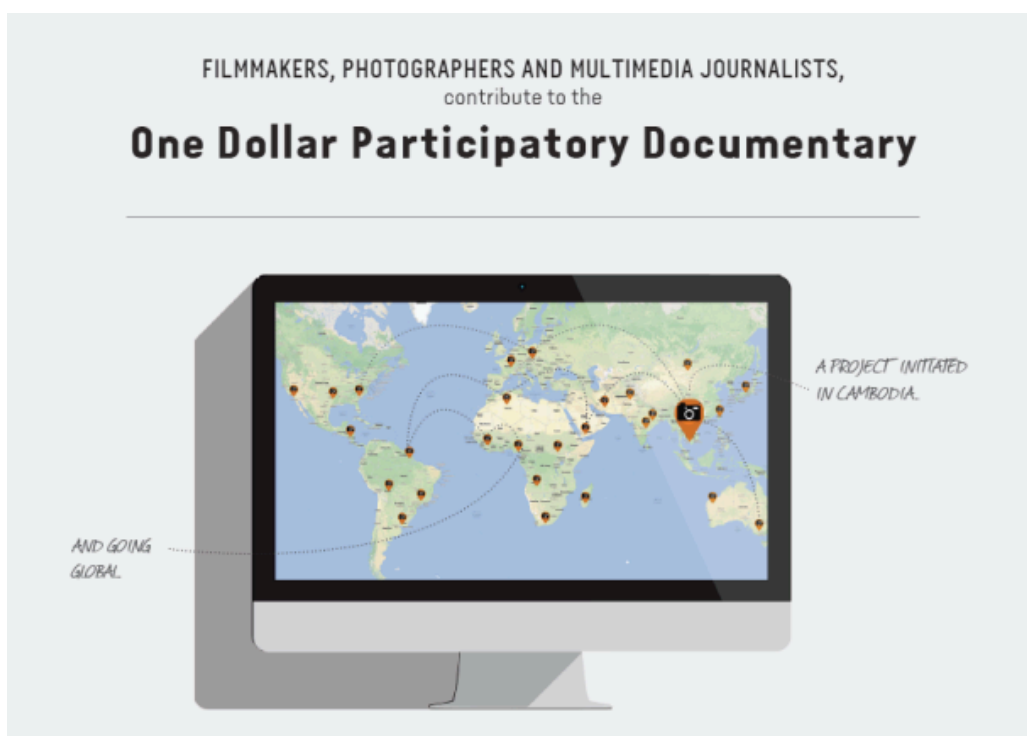 FILMMAKERS, PHOTOGRAPHERS AND MULTIMEDIA JOURNALISTS,
contribute to the
One Dollar Participatory Documentary
A PROJECT INITIATED
IN CAMBODIA.
AND GOING
GLOBAL